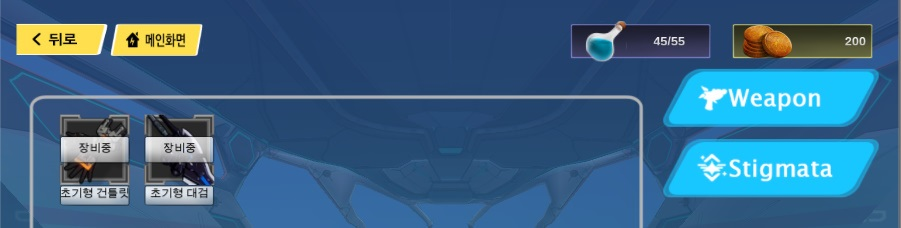 뒤로
메인화면
45/55
200
Weapon
장비중
장비중
Stigmata
초기형 건틀릿
초기형 대검